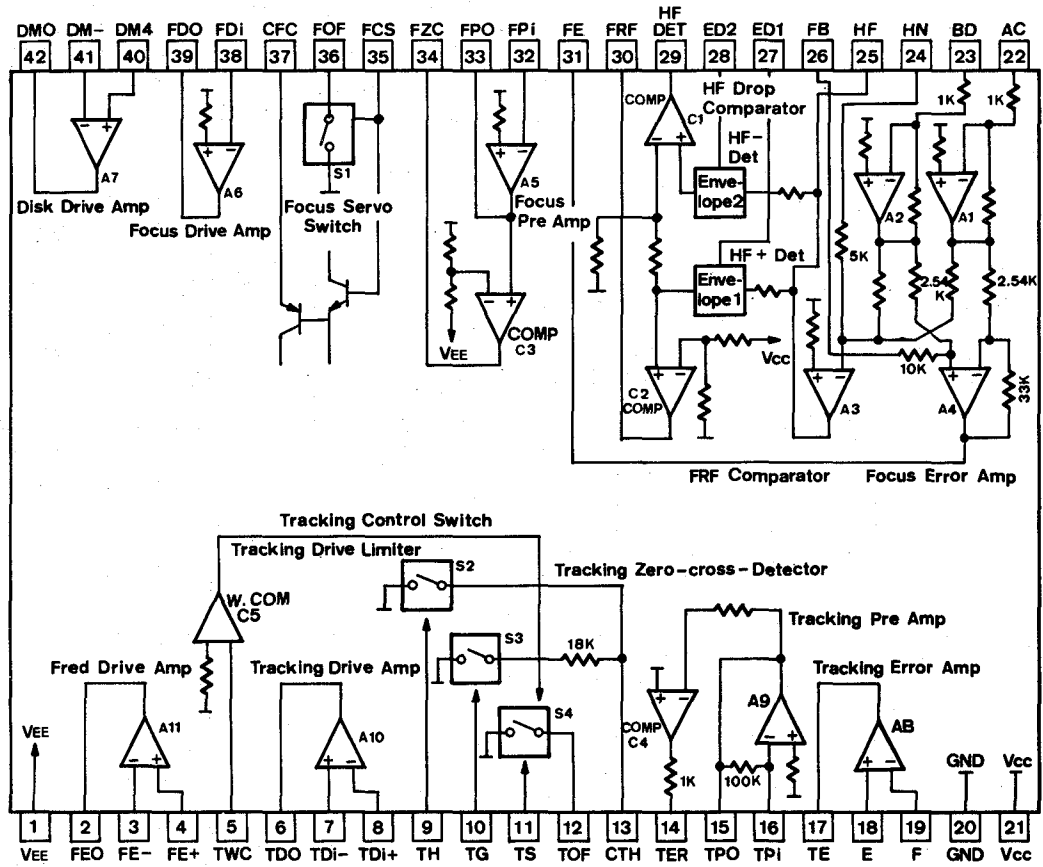 DMO DM- DM4 FDO FDi CFC FOF FCS FZC FPO FPi FE FRF HF DET ED2 ED1 FB HF HN BD AC
42 41 40 39 38 37 36 35 34 33 32 31 30 29 28 27 26 25 24 23 22
COMP
C1
HF Drop
Comparator
1K
1K
S1
- +
A7
+ -
A6
+ -
A5
- +
HF-
Det
Enve-
lope2
+ -
A2
+ -
A1
Disk Drive Amp
Focus Drive Amp
Focus Servo
Switch
Focus
Pre Amp
HF + Det
Enve-
lope1
5K
2.54
K
2.54K
- +
COMP
C3
VEE
Vcc
+ -
C2
COMP
+ -
A3
10K
+ -
A4
33K
FRF Comparator
Focus Error Amp
Tracking Control Switch
Tracking Drive Limiter
S2
Tracking Zero-cross-Detector
W.COM
C5
+ -
S3
18K
Tracking Pre Amp
Fred Drive Amp
Tracking Drive Amp
Tracking Error Amp
S4
VEE
A11
- +
A10
+ -
+ -
COMP
C4
1K
A9
- +
100K
AB
+ -
GND
Vcc
1 2 3 4 5 6 7 8 9 10 11 12 13 14 15 16 17 18 19 20 21
VEE FEO FE- FE+ TWC TDO TDi- TDi+ TH TG TS TOF CTH TER TPO TPi TE E F GND Vcc